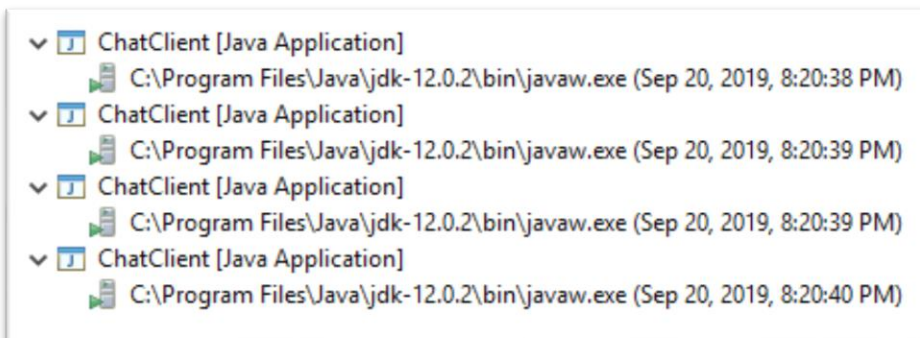 ChatClient [Java Application]
C:\Program Files\Java\jdk-12.0.2\bin\javaw.exe (Sep 20, 2019, 8:20:38 PM)
ChatClient [Java Application]
C:\Program Files\Java\jdk-12.0.2\bin\javaw.exe (Sep 20, 2019, 8:20:39 PM)
ChatClient [Java Application]
C:\Program Files\Java\jdk-12.0.2\bin\javaw.exe (Sep 20, 2019, 8:20:39 PM)
ChatClient [Java Application]
C:\Program Files\Java\jdk-12.0.2\bin\javaw.exe (Sep 20, 2019, 8:20:40 PM)